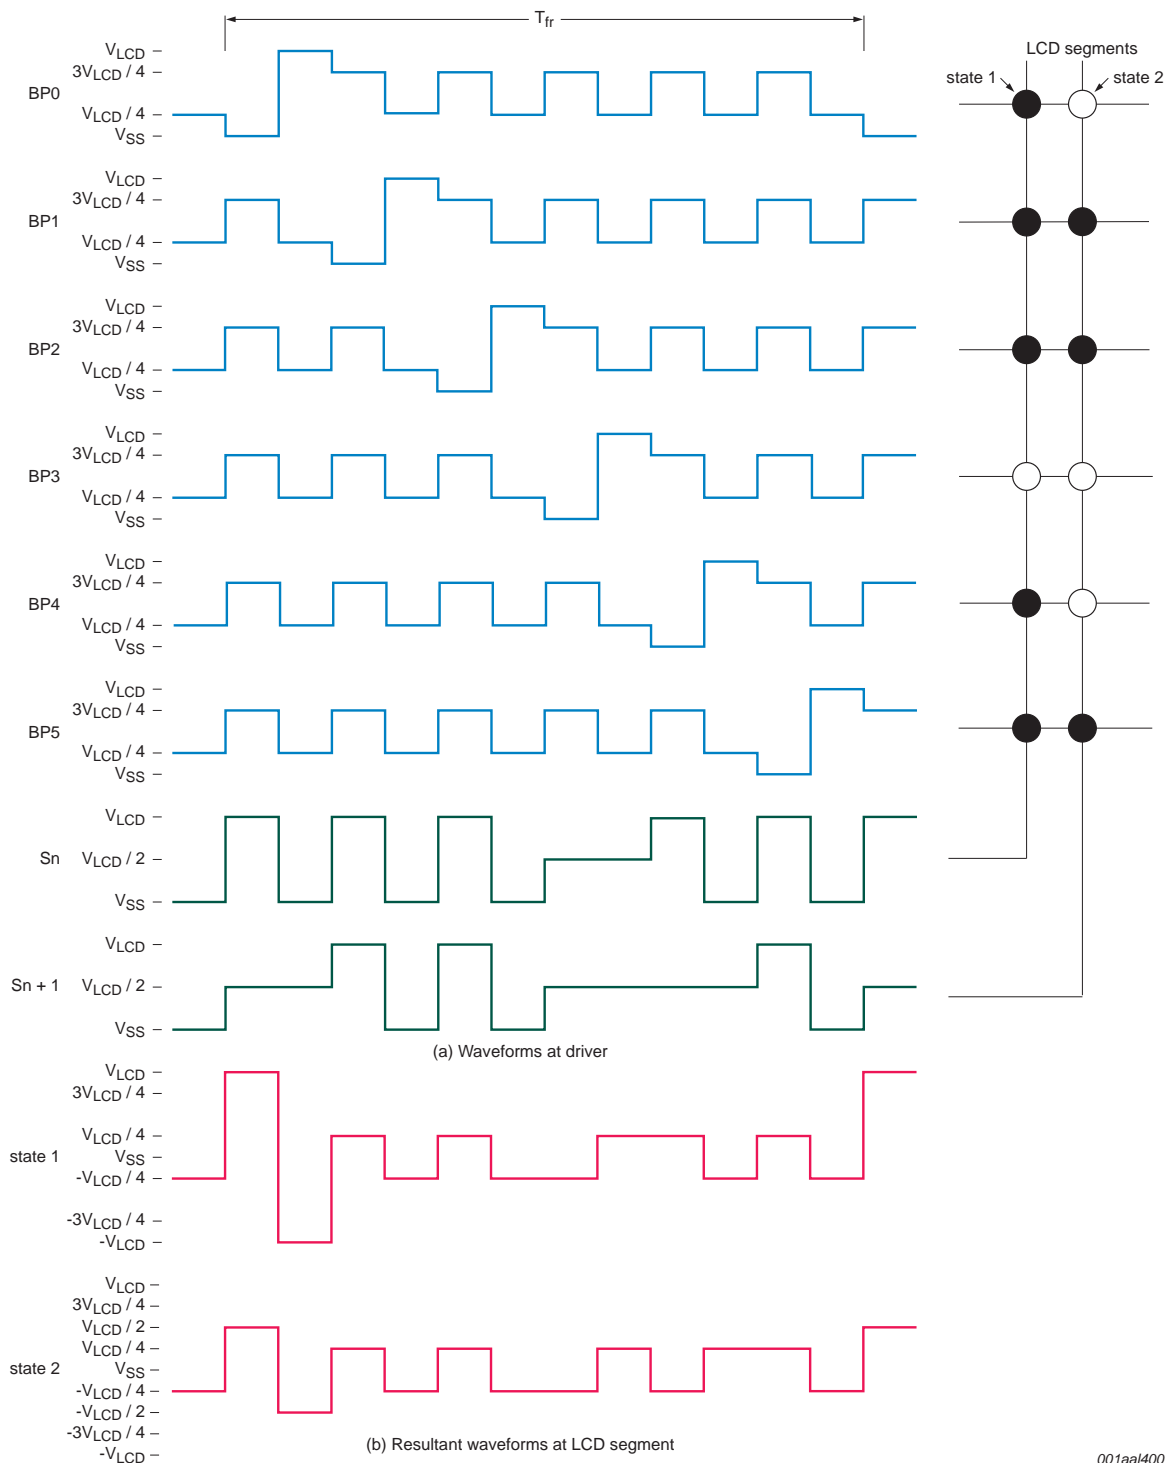 Tfr
LCD segments
state 1
state 2
BP0
VLCD
3VLCD / 4
VLCD / 4
VSS
BP1
VLCD
3VLCD / 4
VLCD / 4
VSS
BP2
VLCD
3VLCD / 4
VLCD / 4
VSS
BP3
VLCD
3VLCD / 4
VLCD / 4
VSS
BP4
VLCD
3VLCD / 4
VLCD / 4
VSS
BP5
VLCD
3VLCD / 4
VLCD / 4
VSS
Sn
VLCD
VLCD / 2
VSS
Sn + 1
VLCD
VLCD / 2
VSS
(a) Waveforms at driver
state 1
VLCD
3VLCD / 4
VLCD / 4
VSS
-VLCD / 4
-3VLCD / 4
-VLCD
state 2
VLCD
3VLCD / 4
VLCD / 2
VLCD / 4
VSS
-VLCD / 4
-VLCD / 2
-3VLCD / 4
-VLCD
(b) Resultant waveforms at LCD segment
001aal400